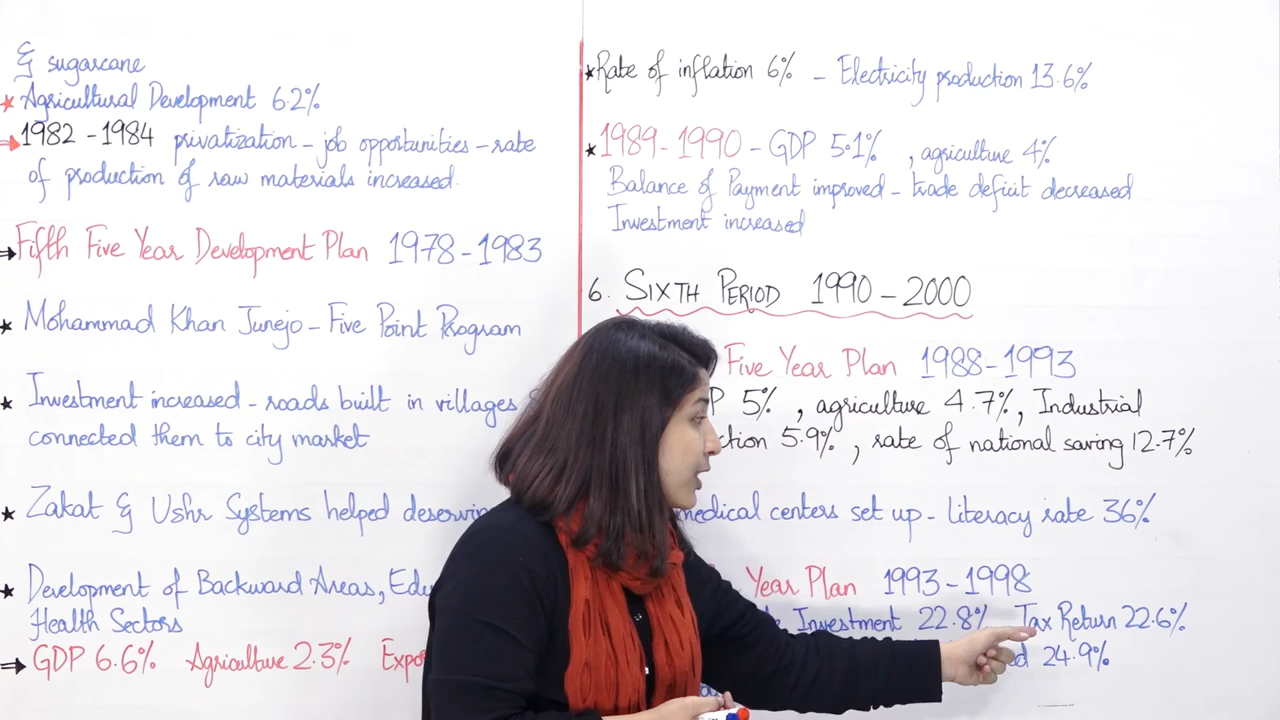 & sugarcane
★ Agricultural Development 6.2%
⇒ 1982 - 1984 privatization - job opportunities - rate
of production of raw materials increased.
⇒ Fifth Five Year Development Plan 1978 - 1983
★ Mohammad Khan Junejo - Five Point Program
★ Investment increased - roads built in villages
connected them to city market
★ Zakat & Ushr Systems helped
★ Development of Backward Areas,
Health Sectors
⇒ GDP 6.6% Agriculture 2.3%
★ Rate of inflation 6% - Electricity production 13.6%
★ 1989 - 1990 - GDP 5.1% , agriculture 4%
Balance of Payment improved - trade deficit decreased
Investment increased
6. SIXTH PERIOD 1990 - 2000
Five Year Plan 1988 - 1993
5% , agriculture 4.7%, Industrial
5.9% , rate of national saving 12.7%
medical centers set up - Literacy rate 36%
Year Plan 1993 - 1998
Investment 22.8% Tax Return 22.6%
24.9%